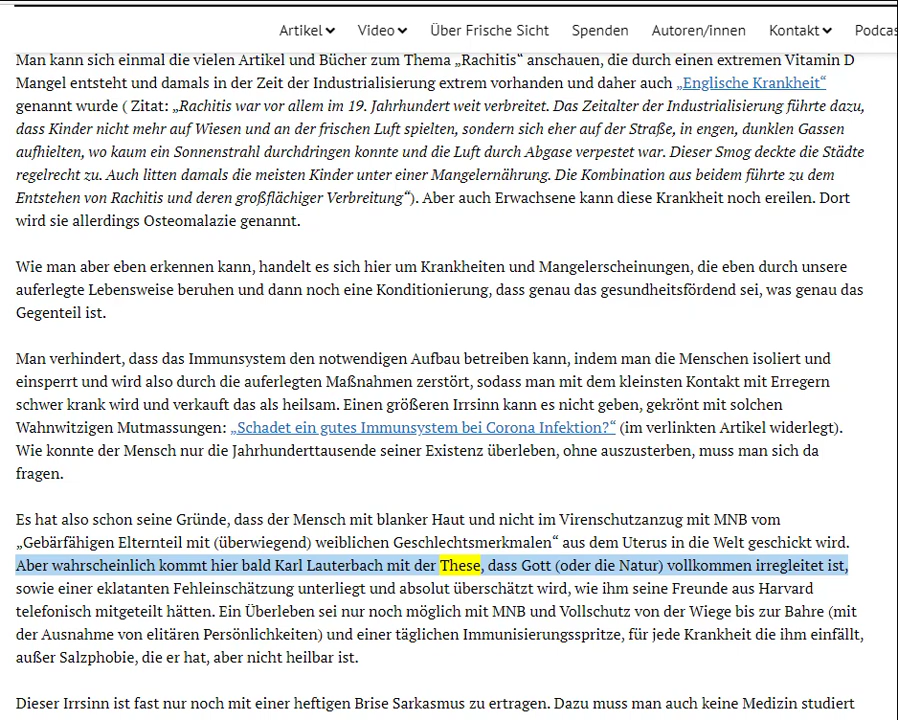 Artikel Video Über Frische Sicht Spenden Autoren/innen Kontakt Podcas
Man kann sich einmal die vielen Artikel und Bücher zum Thema „Rachitis“ anschauen, die durch einen extremen Vitamin D
Mangel entsteht und damals in der Zeit der Industrialisierung extrem vorhanden und daher auch „Englische Krankheit“
genannt wurde ( Zitat: „Rachitis war vor allem im 19. Jahrhundert weit verbreitet. Das Zeitalter der Industrialisierung führte dazu,
dass Kinder nicht mehr auf Wiesen und an der frischen Luft spielten, sondern sich eher auf der Straße, in engen, dunklen Gassen
aufhielten, wo kaum ein Sonnenstrahl durchdringen konnte und die Luft durch Abgase verpestet war. Dieser Smog deckte die Städte
regelrecht zu. Auch litten damals die meisten Kinder unter einer Mangelernährung. Die Kombination aus beidem führte zu dem
Entstehen von Rachitis und deren großflächiger Verbreitung“). Aber auch Erwachsene kann diese Krankheit noch ereilen. Dort
wird sie allerdings Osteomalazie genannt.
Wie man aber eben erkennen kann, handelt es sich hier um Krankheiten und Mangelerscheinungen, die eben durch unsere
auferlegte Lebensweise beruhen und dann noch eine Konditionierung, dass genau das gesundheitsfördend sei, was genau das
Gegenteil ist.
Man verhindert, dass das Immunsystem den notwendigen Aufbau betreiben kann, indem man die Menschen isoliert und
einsperrt und wird also durch die auferlegten Maßnahmen zerstört, sodass man mit dem kleinsten Kontakt mit Erregern
schwer krank wird und verkauft das als heilsam. Einen größeren Irrsinn kann es nicht geben, gekrönt mit solchen
Wahnwitzigen Mutmassungen: „Schadet ein gutes Immunsystem bei Corona Infektion?“ (im verlinkten Artikel widerlegt).
Wie konnte der Mensch nur die Jahrhunderttausende seiner Existenz überleben, ohne auszusterben, muss man sich da
fragen.
Es hat also schon seine Gründe, dass der Mensch mit blanker Haut und nicht im Virenschutzanzug mit MNB vom
„Gebärfähigen Elternteil mit (überwiegend) weiblichen Geschlechtsmerkmalen“ aus dem Uterus in die Welt geschickt wird.
Aber wahrscheinlich kommt hier bald Karl Lauterbach mit der These, dass Gott (oder die Natur) vollkommen irregleitet ist,
sowie einer eklatanten Fehleinschätzung unterliegt und absolut überschätzt wird, wie ihm seine Freunde aus Harvard
telefonisch mitgeteilt hätten. Ein Überleben sei nur noch möglich mit MNB und Vollschutz von der Wiege bis zur Bahre (mit
der Ausnahme von elitären Persönlichkeiten) und einer täglichen Immunisierungsspritze, für jede Krankheit die ihm einfällt,
außer Salzphobie, die er hat, aber nicht heilbar ist.
Dieser Irrsinn ist fast nur noch mit einer heftigen Brise Sarkasmus zu ertragen. Dazu muss man auch keine Medizin studiert